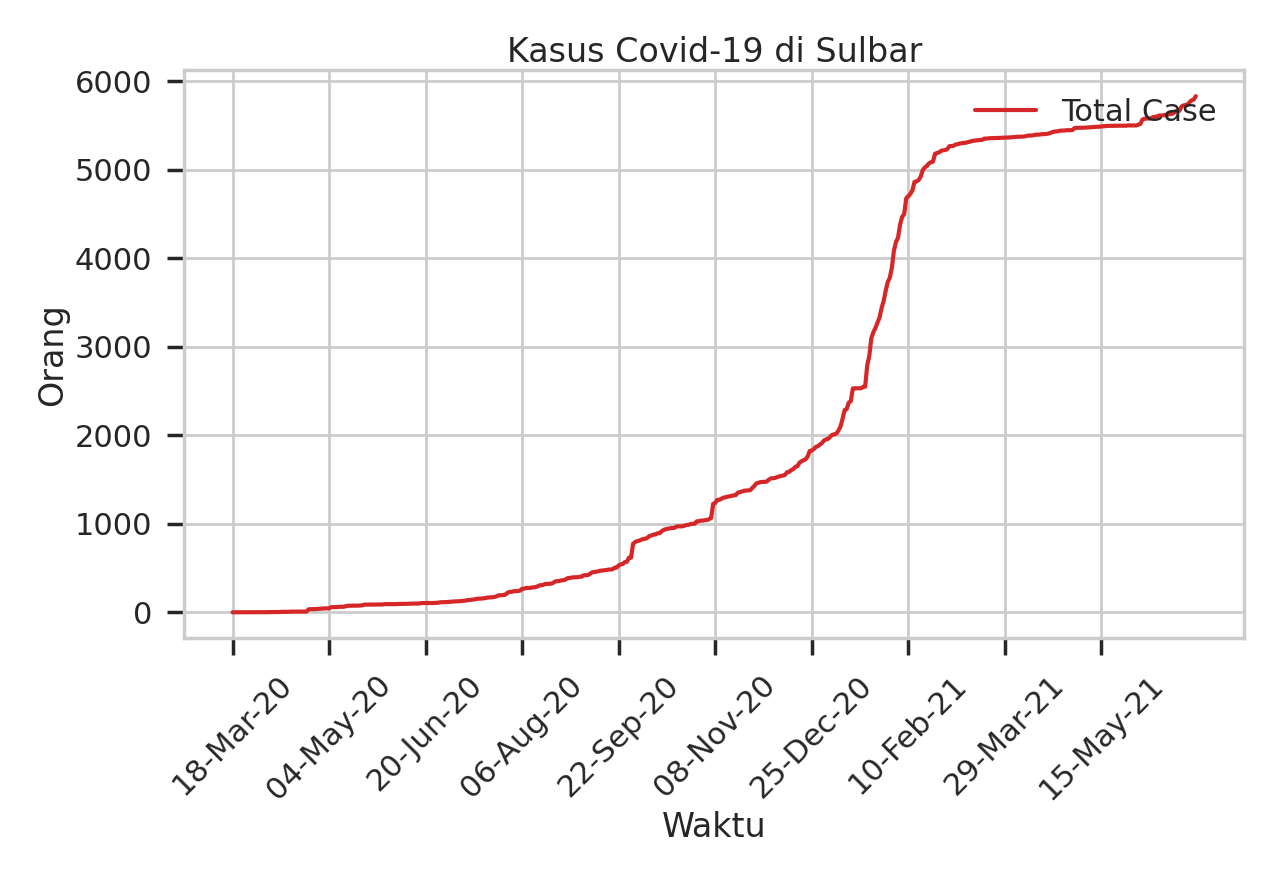 Kasus Covid-19 di Sulbar
Total Case
6000
5000
4000
3000
2000
1000
0
Orang
18-Mar-20
04-May-20
20-Jun-20
06-Aug-20
22-Sep-20
08-Nov-20
25-Dec-20
10-Feb-21
29-Mar-21
15-May-21
Waktu